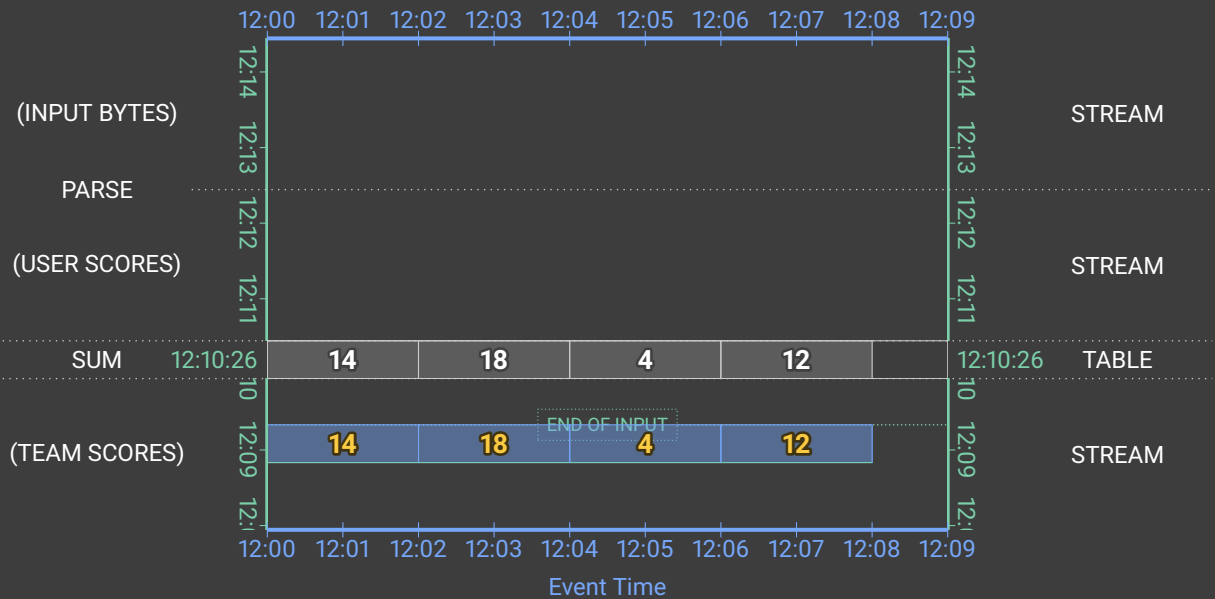 12:00 12:01 12:02 12:03 12:04 12:05 12:06 12:07 12:08 12:09
12:14 12:14
(INPUT BYTES) STREAM
12:13 12:13
PARSE
12:12 12:12
(USER SCORES) STREAM
12:11 12:11
SUM 12:10:26 14 18 4 12 12:10:26 TABLE
10 10
END OF INPUT
14 18 4 12
(TEAM SCORES) 12:09 12:09 STREAM
12:00 12:01 12:02 12:03 12:04 12:05 12:06 12:07 12:08 12:09
Event Time